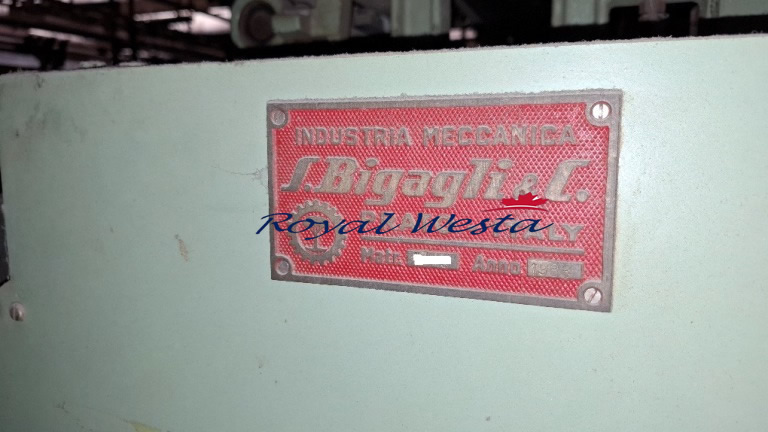 INDUSTRIA MECCANICA
S. Bigagli & C.
Royal Westa
Matr. Anno